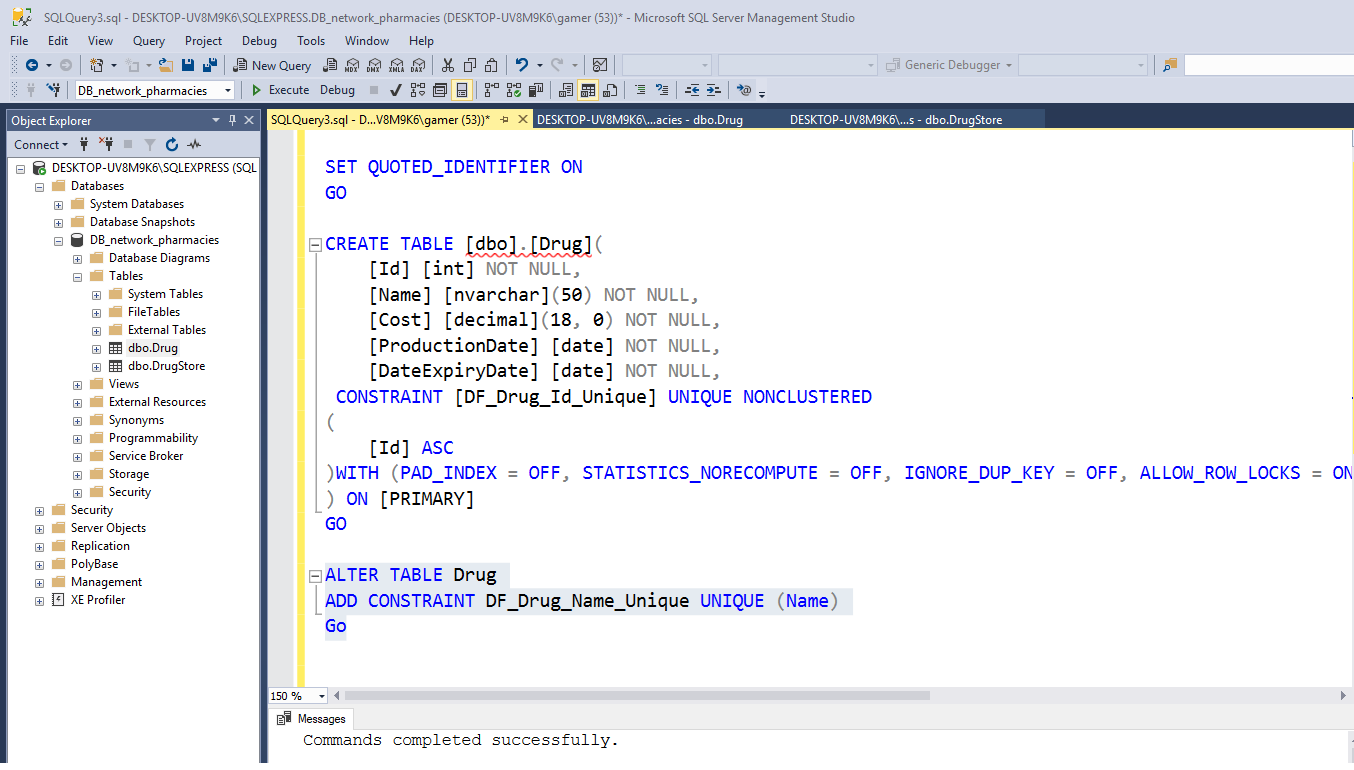 SQLQuery3.sql - DESKTOP-UV8M9K6\SQLEXPRESS.DB_network_pharmacies (DESKTOP-UV8M9K6\gamer (53))* - Microsoft SQL Server Management Studio
File Edit View Query Project Debug Tools Window Help
New Query MDX DMX XMLA DAX Generic Debugger
DB_network_pharmacies Execute Debug
Object Explorer
SQLQuery3.sql - D...V8M9K6\gamer (53))* DESKTOP-UV8M9K6\...acies - dbo.Drug DESKTOP-UV8M9K6\...s - dbo.DrugStore
Connect
DESKTOP-UV8M9K6\SQLEXPRESS (SQL
Databases
System Databases
Database Snapshots
DB_network_pharmacies
Database Diagrams
Tables
System Tables
FileTables
External Tables
dbo.Drug
dbo.DrugStore
Views
External Resources
Synonyms
Programmability
Service Broker
Storage
Security
Security
Server Objects
Replication
PolyBase
Management
XE Profiler
SET QUOTED_IDENTIFIER ON
GO
CREATE TABLE [dbo].[Drug](
[Id] [int] NOT NULL,
[Name] [nvarchar](50) NOT NULL,
[Cost] [decimal](18, 0) NOT NULL,
[ProductionDate] [date] NOT NULL,
[DateExpiryDate] [date] NOT NULL,
CONSTRAINT [DF_Drug_Id_Unique] UNIQUE NONCLUSTERED
(
[Id] ASC
)WITH (PAD_INDEX = OFF, STATISTICS_NORECOMPUTE = OFF, IGNORE_DUP_KEY = OFF, ALLOW_ROW_LOCKS = ON
) ON [PRIMARY]
GO
ALTER TABLE Drug
ADD CONSTRAINT DF_Drug_Name_Unique UNIQUE (Name)
Go
150 %
Messages
Commands completed successfully.